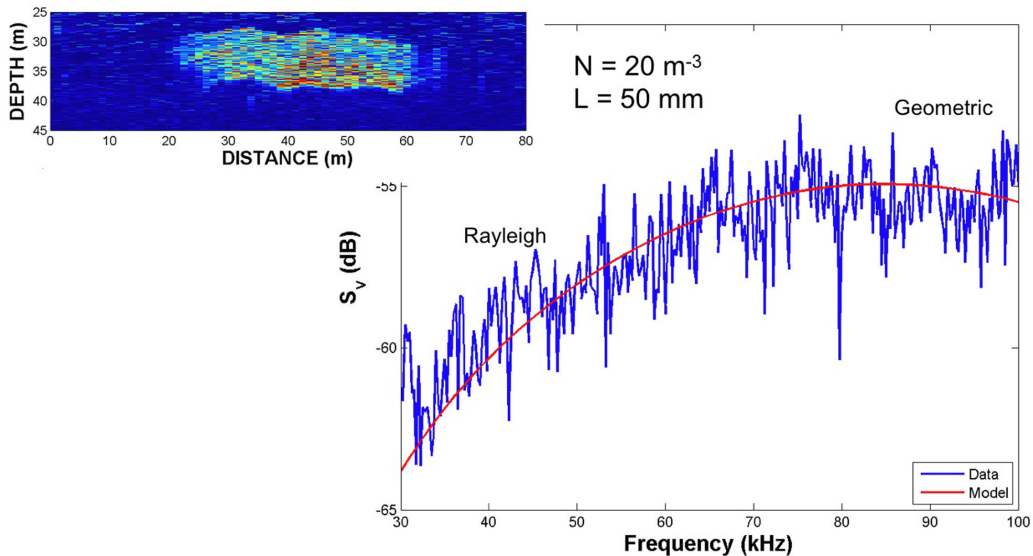 25
30
35
40
45
DEPTH (m)
0 10 20 30 40 50 60 70 80
DISTANCE (m)
N = 20 m-3
L = 50 mm
Geometric
Rayleigh
-55
-60
-65
Sv (dB)
30 40 50 60 70 80 90 100
Frequency (kHz)
Data
Model